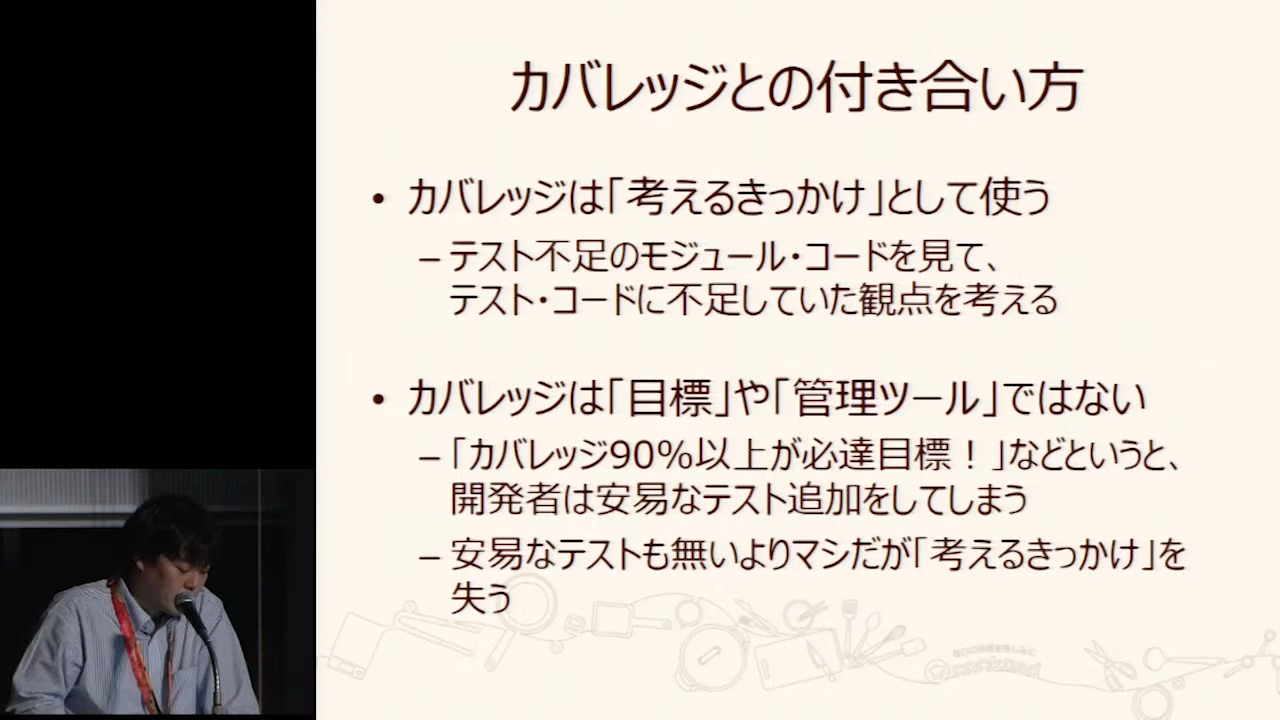 カバレッジとの付き合い方
• カバレッジは「考えるきっかけ」として使う
– テスト不足のモジュール・コードを見て、
テスト・コードに不足していた観点を考える
• カバレッジは「目標」や「管理ツール」ではない
– 「カバレッジ90%以上が必達目標！」などというと、
開発者は安易なテスト追加をしてしまう
– 安易なテストも無いよりマシだが「考えるきっかけ」を
失う
cookpad